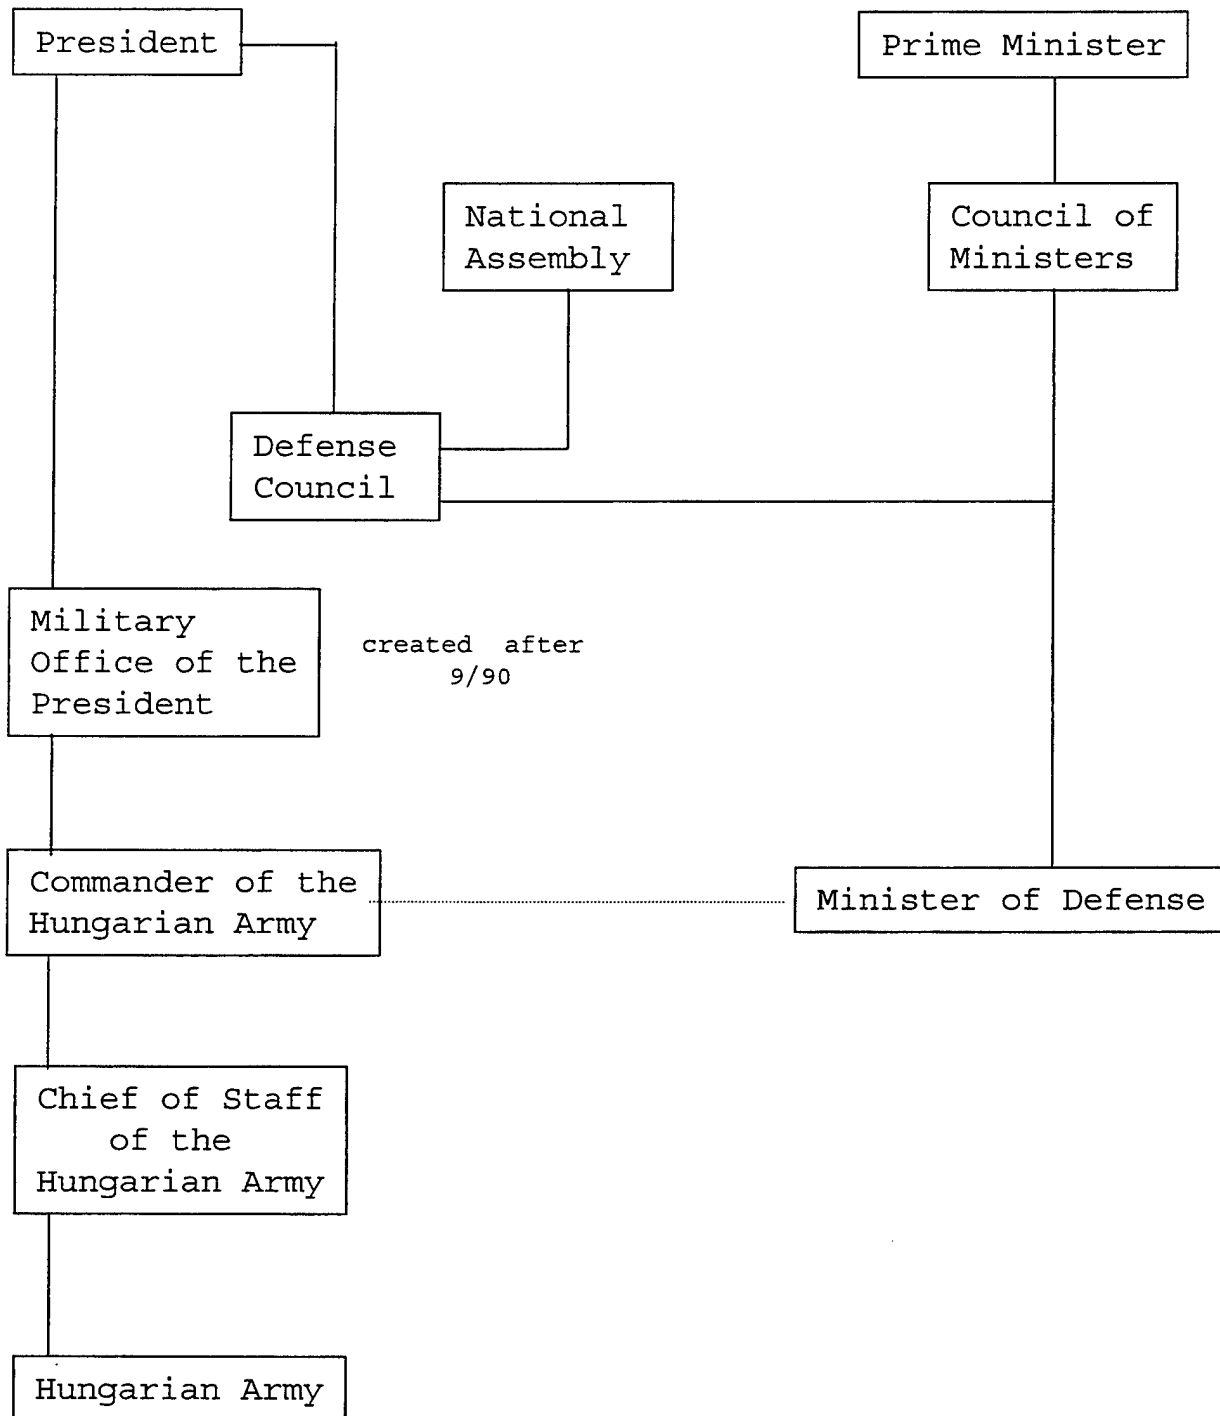 President
Prime Minister
National
Assembly
Council of
Ministers
Defense
Council
Military
Office of the
President
created after
9/90
Commander of the
Hungarian Army
Minister of Defense
Chief of Staff
of the
Hungarian Army
Hungarian Army